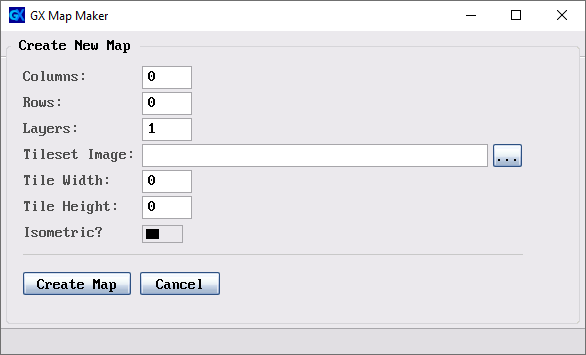 GX GX Map Maker
Create New Map
Columns: 0
Rows: 0
Layers: 1
Tileset Image: ...
Tile Width: 0
Tile Height: 0
Isometric?
Create Map Cancel